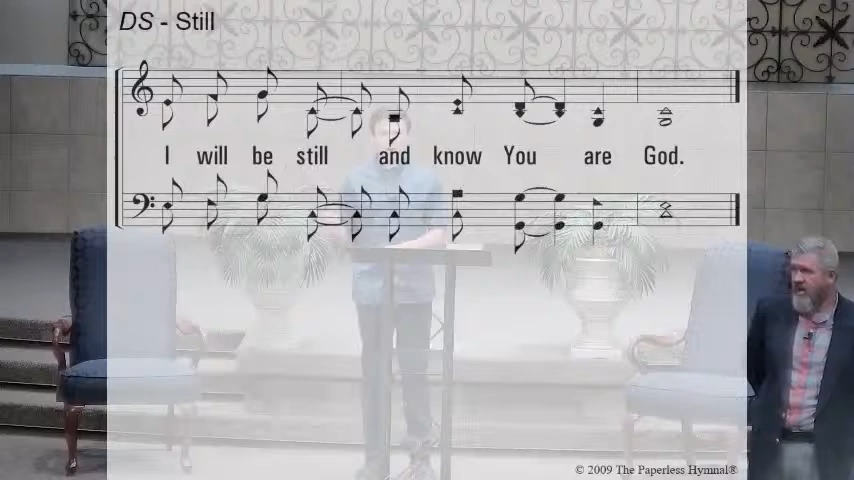 DS - Still
I will be still and know You are God.
© 2009 The Paperless Hymnal®